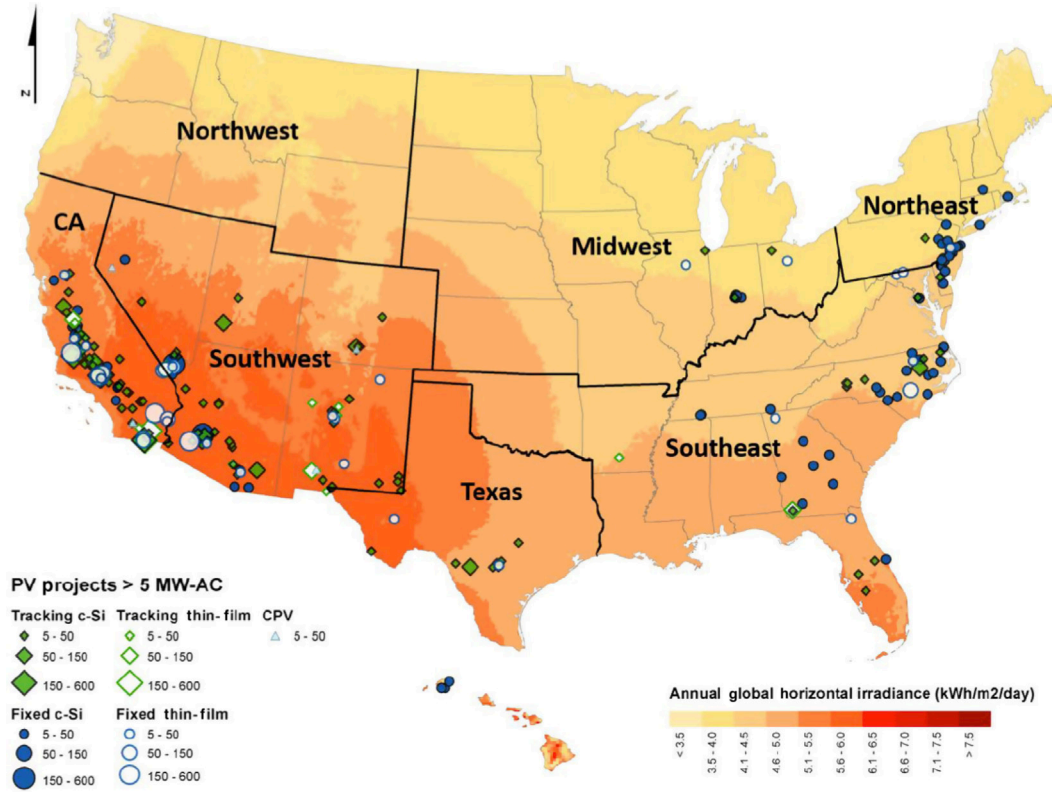 Northwest
CA
Northeast
Midwest
Southwest
Southeast
Texas
N
PV projects > 5 MW-AC
Tracking c-Si Tracking thin-film CPV
5 - 50 5 - 50 5 - 50
50 - 150 50 - 150
150 - 600 150 - 600
Fixed c-Si Fixed thin-film
5 - 50 5 - 50
50 - 150 50 - 150
150 - 600 150 - 600
Annual global horizontal irradiance (kWh/m2/day)
< 3.5
3.5 - 4.0
4.1 - 4.5
4.6 - 5.0
5.1 - 5.5
5.6 - 6.0
6.1 - 6.5
6.6 - 7.0
7.1 - 7.5
> 7.5